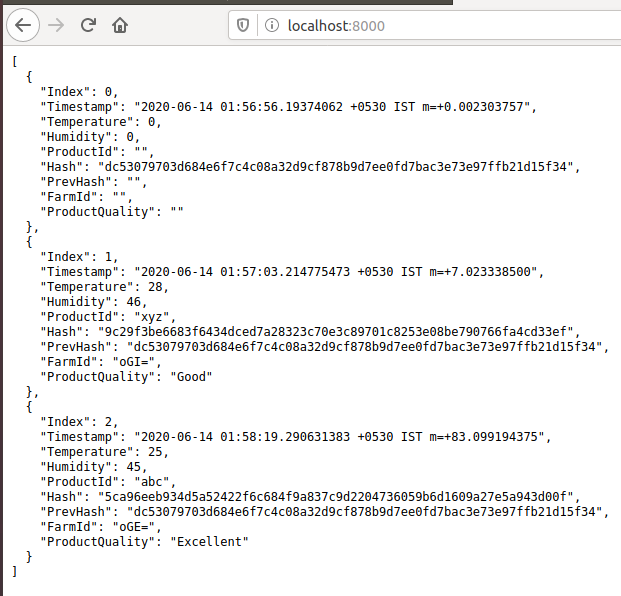 localhost:8000
[
  {
    "Index": 0,
    "Timestamp": "2020-06-14 01:56:56.19374062 +0530 IST m=+0.002303757",
    "Temperature": 0,
    "Humidity": 0,
    "ProductId": "",
    "Hash": "dc53079703d684e6f7c4c08a32d9cf878b9d7ee0fd7bac3e73e97ffb21d15f34",
    "PrevHash": "",
    "FarmId": "",
    "ProductQuality": ""
  },
  {
    "Index": 1,
    "Timestamp": "2020-06-14 01:57:03.214775473 +0530 IST m=+7.023338500",
    "Temperature": 28,
    "Humidity": 46,
    "ProductId": "xyz",
    "Hash": "9c29f3be6683f6434dced7a28323c70e3c89701c8253e08be790766fa4cd33ef",
    "PrevHash": "dc53079703d684e6f7c4c08a32d9cf878b9d7ee0fd7bac3e73e97ffb21d15f34",
    "FarmId": "oGI=",
    "ProductQuality": "Good"
  },
  {
    "Index": 2,
    "Timestamp": "2020-06-14 01:58:19.290631383 +0530 IST m=+83.099194375",
    "Temperature": 25,
    "Humidity": 45,
    "ProductId": "abc",
    "Hash": "5ca96eeb934d5a52422f6c684f9a837c9d2204736059b6d1609a27e5a943d00f",
    "PrevHash": "dc53079703d684e6f7c4c08a32d9cf878b9d7ee0fd7bac3e73e97ffb21d15f34",
    "FarmId": "oGE=",
    "ProductQuality": "Excellent"
  }
]